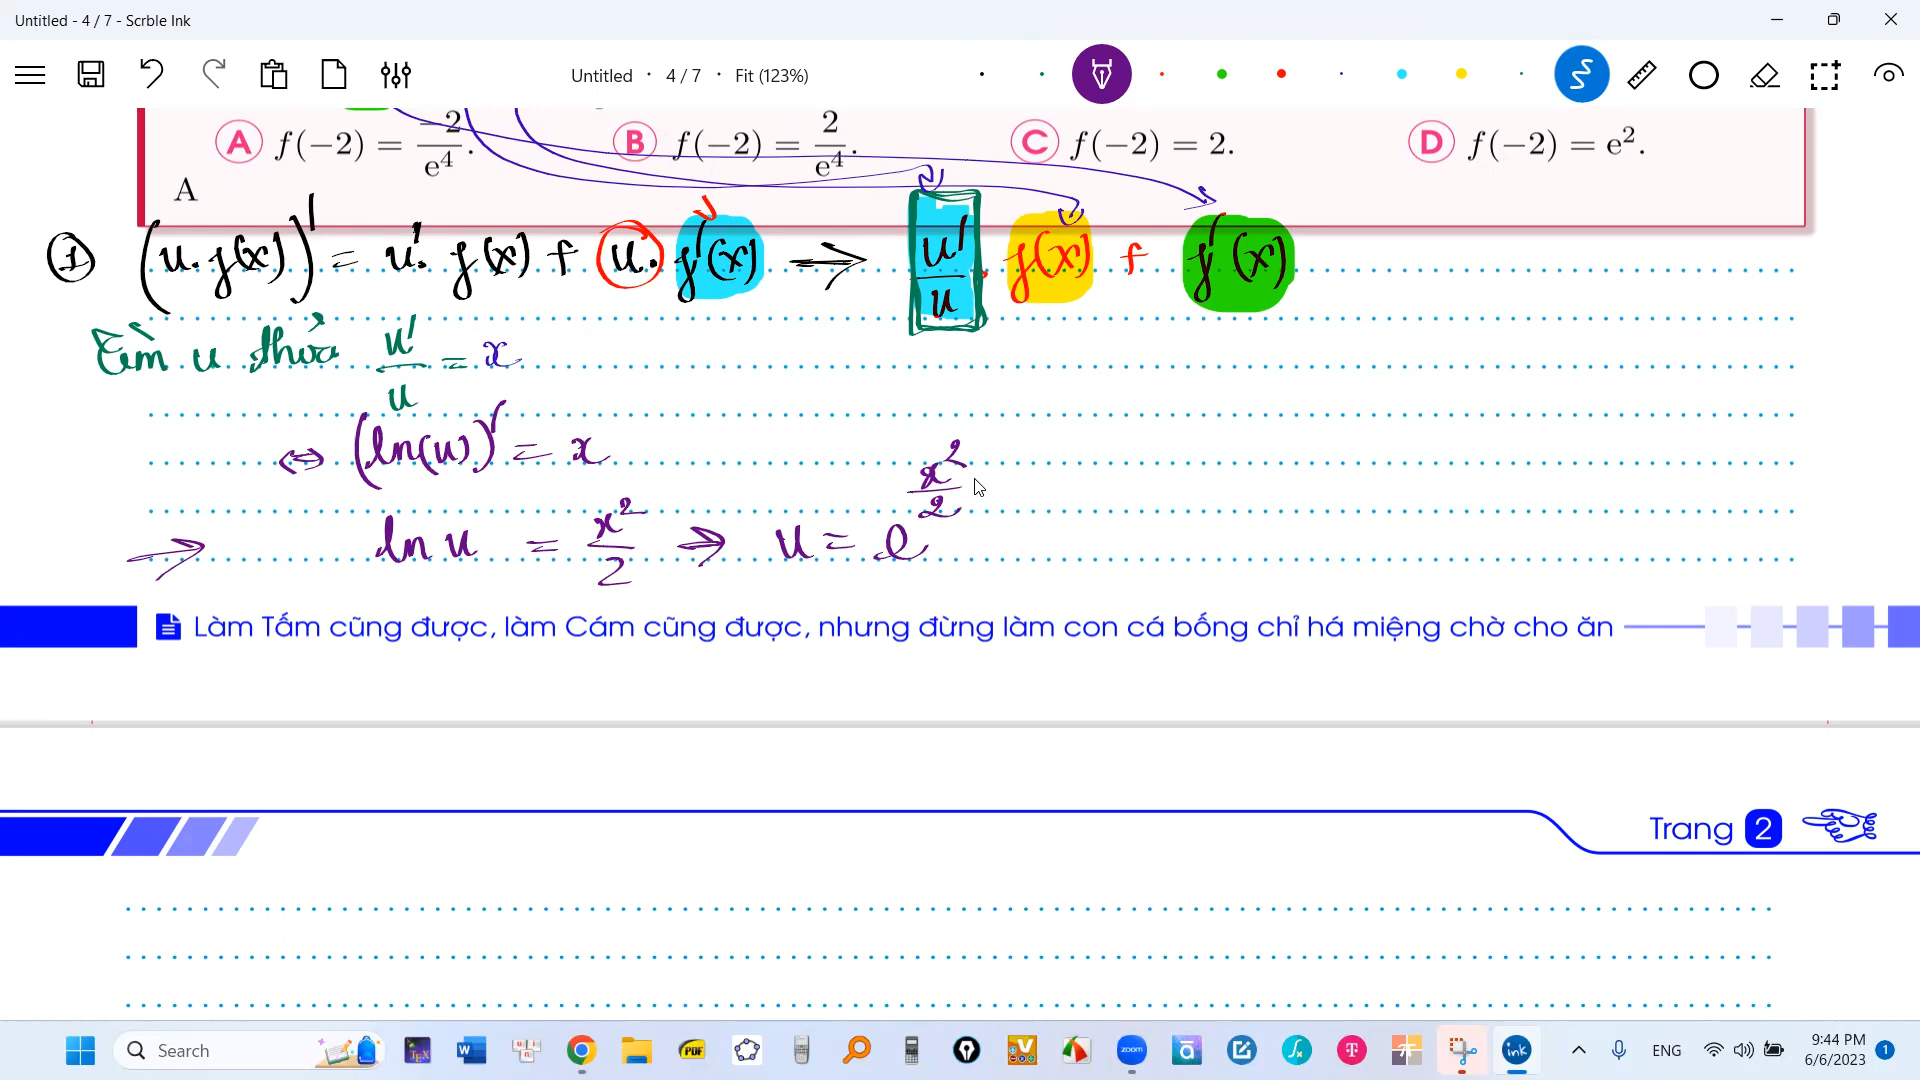 Untitled - 4 / 7 - Scrble Ink
Untitled · 4 / 7 · Fit (123%)
A f(−2) = −2/e⁴. B f(−2) = 2/e⁴. C f(−2) = 2. D f(−2) = e².
A
① (u.f(x))' = u'. f(x) + u. f'(x) ⟹ u'/u . f(x) + f'(x)
Tìm u thỏa u'/u = x
⇔ (ln(u))' = x
⇒ ln u = x²/2 ⇒ u = e^(x²/2)
Làm Tấm cũng được, làm Cám cũng được, nhưng đừng làm con cá bống chỉ há miệng chờ cho ăn
Trang 2
Search
ENG
9:44 PM
6/6/2023
1